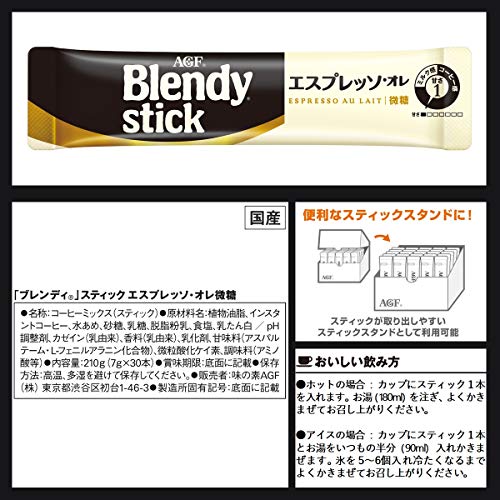 AGF
Blendy
stick
エスプレッソ・オレ
ESPRESSO AU LAIT 微糖
ミルク感 コーヒー感
甘さ
1
甘さ
国産
「ブレンディ®」スティック エスプレッソ・オレ微糖
●名称:コーヒーミックス(スティック)●原材料名:植物油脂、インスタ
ントコーヒー、水あめ、砂糖、乳糖、脱脂粉乳、食塩、乳たん白/pH
調整剤、カゼイン(乳由来)、香料(乳由来)、乳化剤、甘味料(アスパル
テーム・L-フェニルアラニン化合物)、微粒酸化ケイ素、調味料(アミノ
酸等)●内容量:210g(7g×30本)●賞味期限:底面に記載●保存
方法:高温、多湿を避けて保存してください。●販売者:味の素AGF
(株) 東京都渋谷区初台1-46-3●製造所固有記号:底面に記載
便利なスティックスタンドに!
AGF
スティックが取り出しやすい
スティックスタンドとして利用可能
おいしい飲み方
●ホットの場合:カップにスティック1本
を入れます。お湯(180ml)を注ぎ、よくかき
まぜてお召し上がりください。
●アイスの場合:カップにスティック1本
とお湯をいつもの半分(90ml)入れかきま
ぜます。氷を5〜6個入れ冷たくなるまで
よくかきまぜてお召し上がりください。